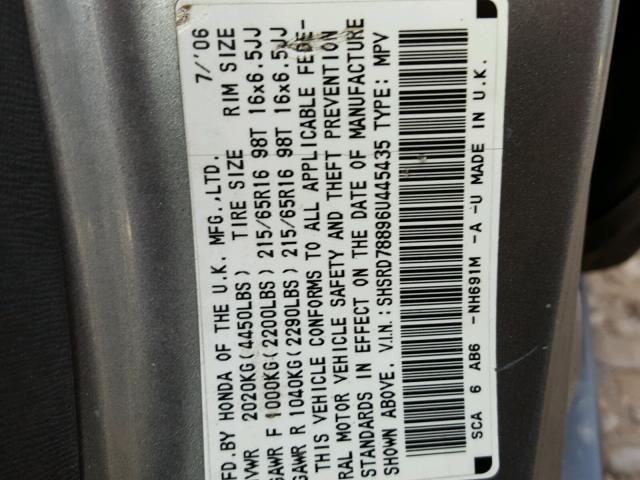 FD.BY HONDA OF THE U.K. MFG.,LTD. 7/'06
VWR 2020KG(4450LBS) TIRE SIZE RIM SIZE
GAWR F 1000KG(2200LBS) 215/65R16 98T 16x6.5JJ
GAWR R 1040KG(2290LBS) 215/65R16 98T 16x6.5JJ
THIS VEHICLE CONFORMS TO ALL APPLICABLE FEDE-
RAL MOTOR VEHICLE SAFETY AND THEFT PREVENTION
STANDARDS IN EFFECT ON THE DATE OF MANUFACTURE
SHOWN ABOVE. V.I.N.:SHSRD78896U445435 TYPE: MPV
SCA 6 AB6 -NH691M -A -U MADE IN U.K.